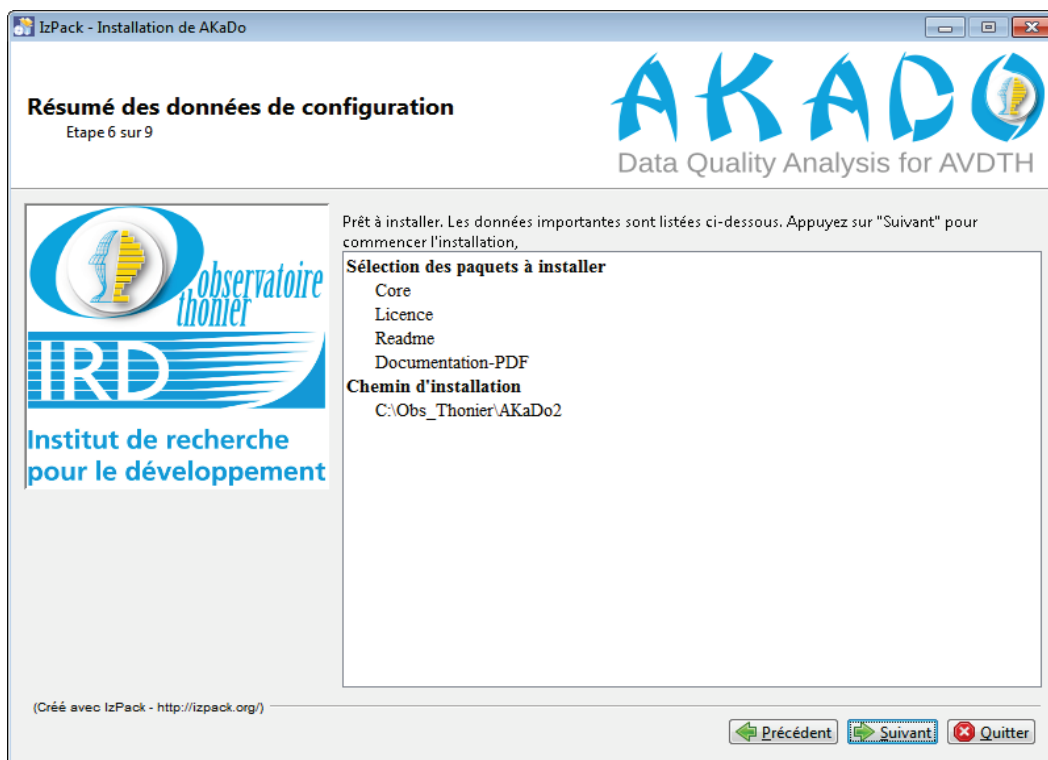 IzPack - Installation de AKaDo
Résumé des données de configuration
Etape 6 sur 9
AKADO
Data Quality Analysis for AVDTH
observatoire
thonier
IRD
Institut de recherche
pour le développement
Prêt à installer. Les données importantes sont listées ci-dessous. Appuyez sur "Suivant" pour
commencer l'installation,
Sélection des paquets à installer
Core
Licence
Readme
Documentation-PDF
Chemin d'installation
C:\Obs_Thonier\AKaDo2
(Créé avec IzPack - http://izpack.org/)
Précédent Suivant Quitter